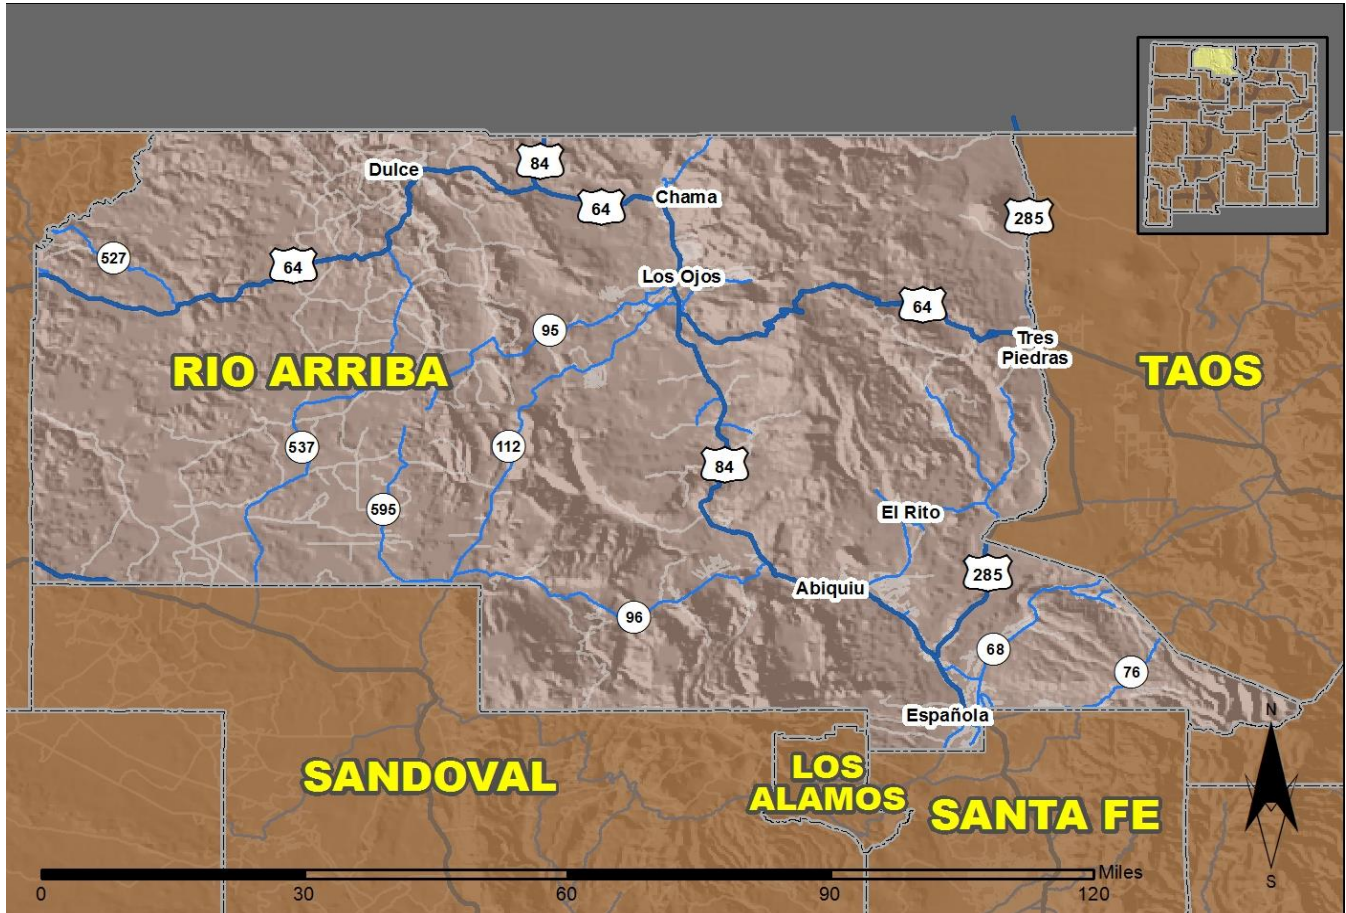 84
Dulce
Chama
64
285
527
64
Los Ojos
64
95
Tres
Piedras
RIO ARRIBA
TAOS
537
112
84
595
El Rito
285
Abiquiu
96
68
76
Española
N
LOS
ALAMOS
SANDOVAL
SANTA FE
Miles
S
0
30
60
90
120